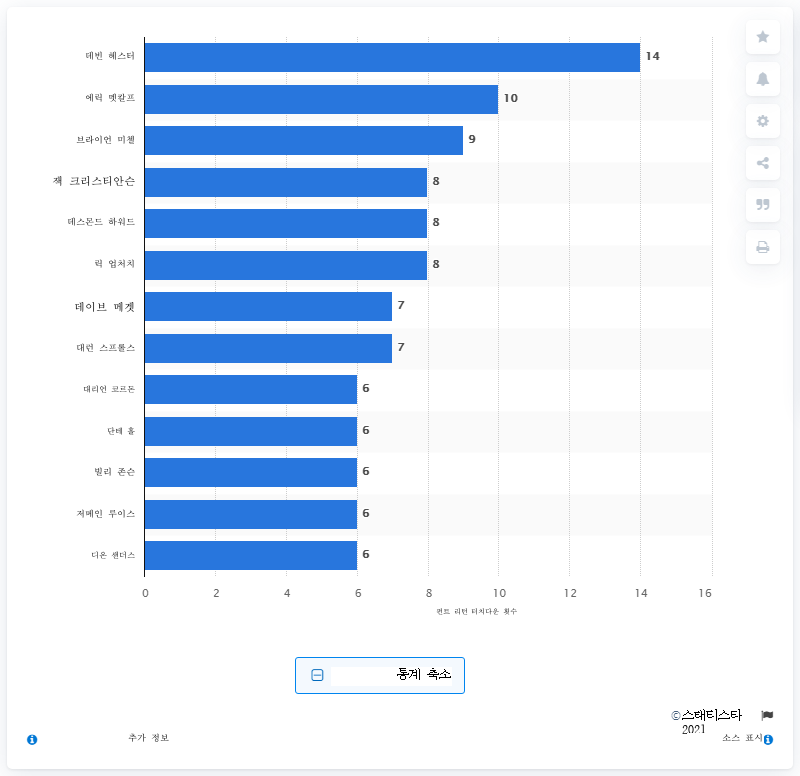 데빈 헤스터 14
에릭 멧칼프 10
브라이언 미첼 9
잭 크리스티안슨 8
데스몬드 하워드 8
릭 업처치 8
데이브 메겟 7
대런 스프롤스 7
대리언 고르돈 6
단테 홀 6
빌리 존슨 6
저메인 루이스 6
디온 샌더스 6
0 2 4 6 8 10 12 14 16
펀트 리턴 터치다운 횟수
통계 축소
©스태티스타
2021
추가 정보 소스 표시